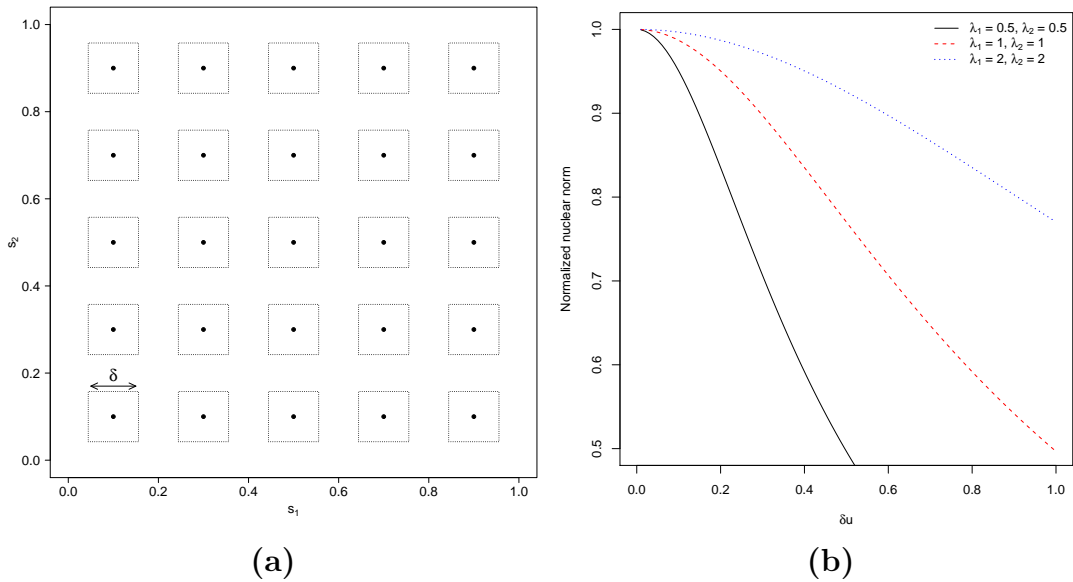 1.0
0.8
0.6
0.4
0.2
0.0
s₂
δ
0.0 0.2 0.4 0.6 0.8 1.0
s₁
(a)
1.0
0.9
0.8
0.7
0.6
0.5
Normalized nuclear norm
λ₁ = 0.5, λ₂ = 0.5
λ₁ = 1, λ₂ = 1
λ₁ = 2, λ₂ = 2
0.0 0.2 0.4 0.6 0.8 1.0
δu
(b)